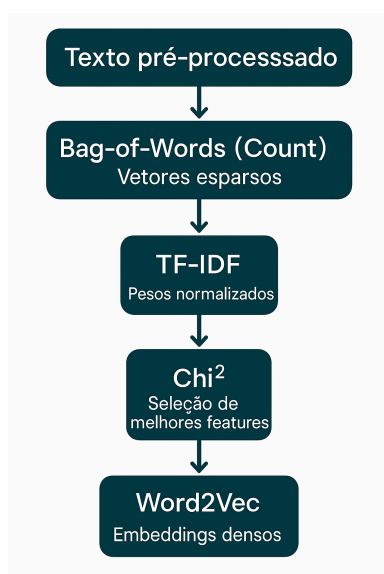 Texto pré-processsado
Bag-of-Words (Count)
Vetores esparsos
TF-IDF
Pesos normalizados
Chi²
Seleção de
melhores features
Word2Vec
Embeddings densos